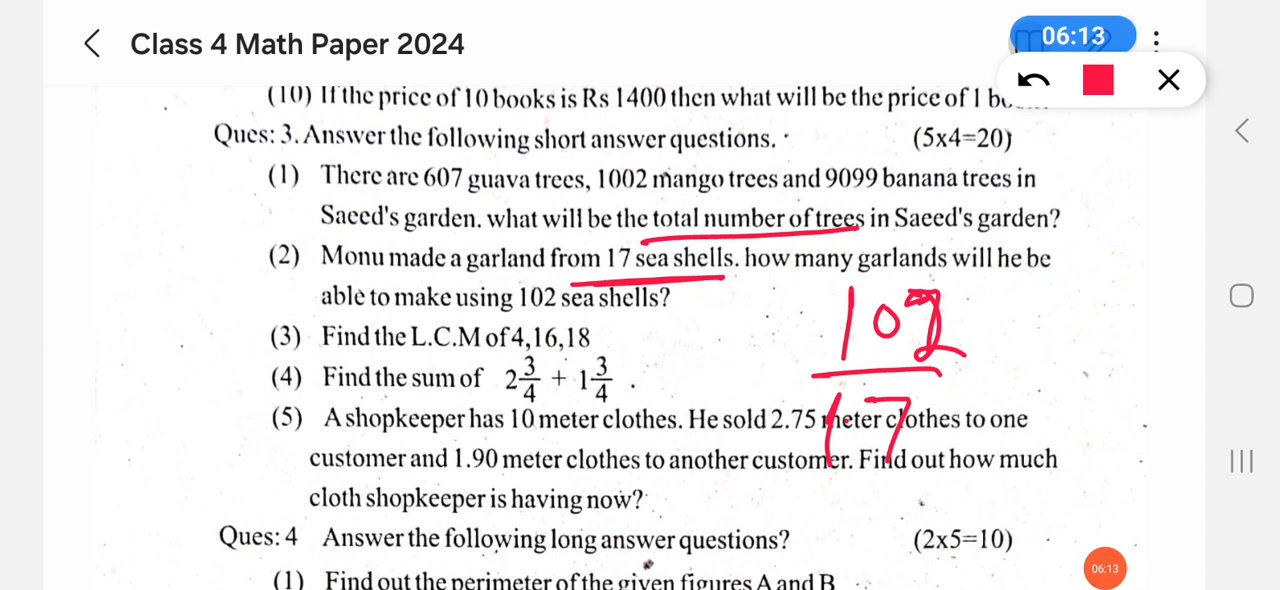 Class 4 Math Paper 2024
06:13
(10) If the price of 10 books is Rs 1400 then what will be the price of 1
Ques: 3. Answer the following short answer questions. (5x4=20)
(1) There are 607 guava trees, 1002 mango trees and 9099 banana trees in
Saeed's garden. what will be the total number of trees in Saeed's garden?
(2) Monu made a garland from 17 sea shells. how many garlands will he be
able to make using 102 sea shells?
102
17
(3) Find the L.C.M of 4,16,18
(4) Find the sum of 2 3/4 + 1 3/4 .
(5) A shopkeeper has 10 meter clothes. He sold 2.75 meter clothes to one
customer and 1.90 meter clothes to another customer. Find out how much
cloth shopkeeper is having now?
Ques: 4 Answer the following long answer questions? (2x5=10)
06:13
(1) Find out the perimeter of the given figures A and B